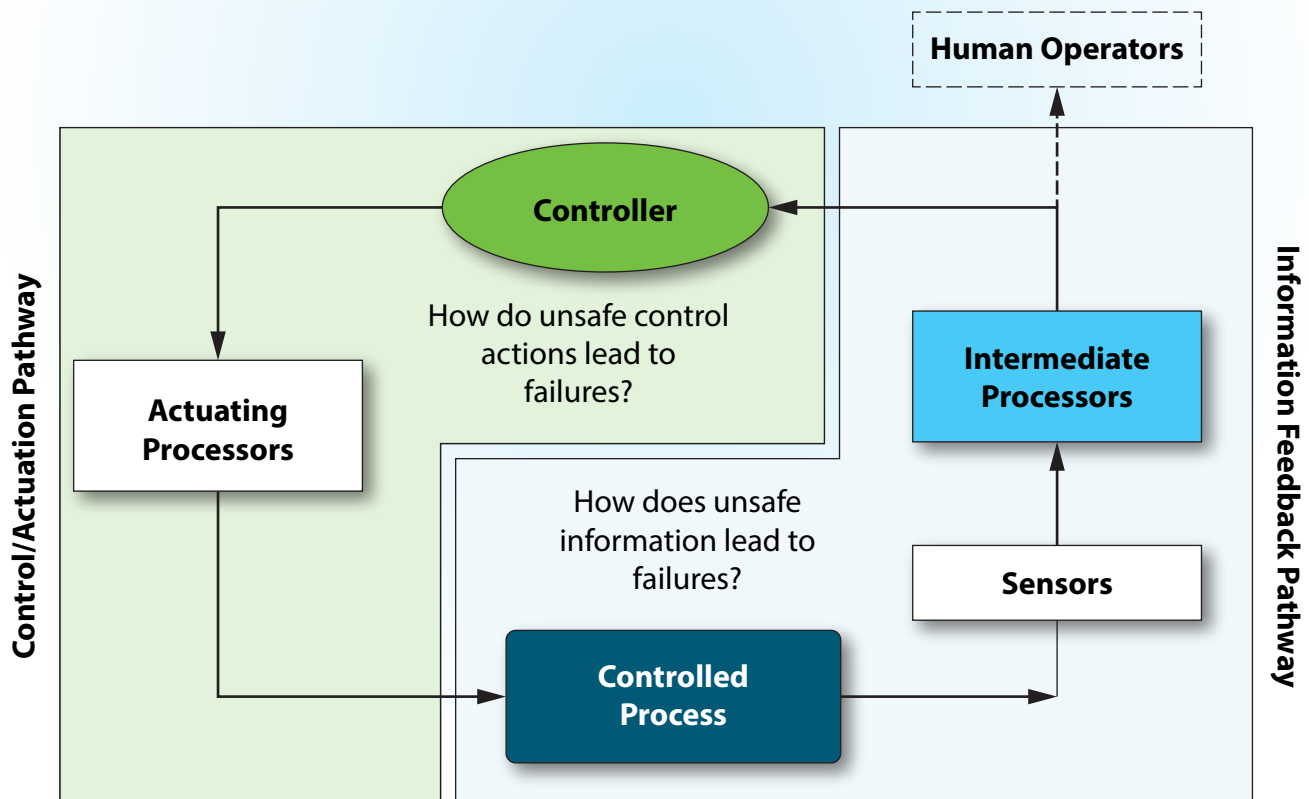 Human Operators
Controller
Control/Actuation Pathway
Information Feedback Pathway
How do unsafe control
actions lead to
failures?
Intermediate
Processors
Actuating
Processors
How does unsafe
information lead to
failures?
Sensors
Controlled
Process